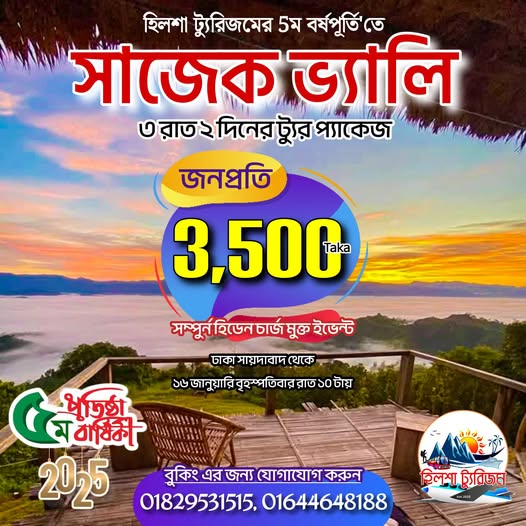 হিলশা ট্যুরিজমের 5ম বর্ষপূর্তি'তে
সাজেক ভ্যালি
৩ রাত ২ দিনের ট্যুর প্যাকেজ
জনপ্রতি
3,500 Taka
সম্পুর্ন হিডেন চার্জ মুক্ত ইভেন্ট
ঢাকা সায়দাবাদ থেকে
১৬ জানুয়ারি বৃহস্পতিবার রাত ১০ টায়
৫ম প্রতিষ্ঠা
বার্ষিকী
2025
হিলশা ট্যুরিজম
বুকিং এর জন্য যোগাযোগ করুন
01829531515, 01644648188